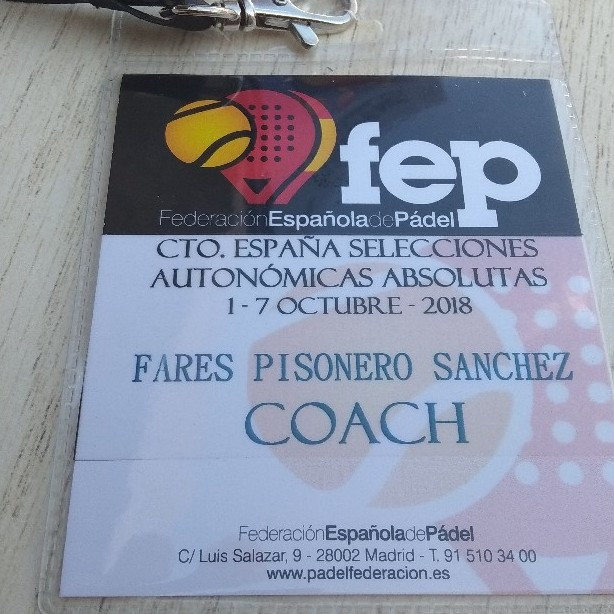 fep
FederaciónEspañoladePádel
CTO. ESPAÑA SELECCIONES
AUTONÓMICAS ABSOLUTAS
1 - 7 OCTUBRE - 2018
FARES PISONERO SANCHEZ
COACH
FederaciónEspañoladePádel
C/ Luis Salazar, 9 - 28002 Madrid - T. 91 510 34 00
www.padelfederacion.es